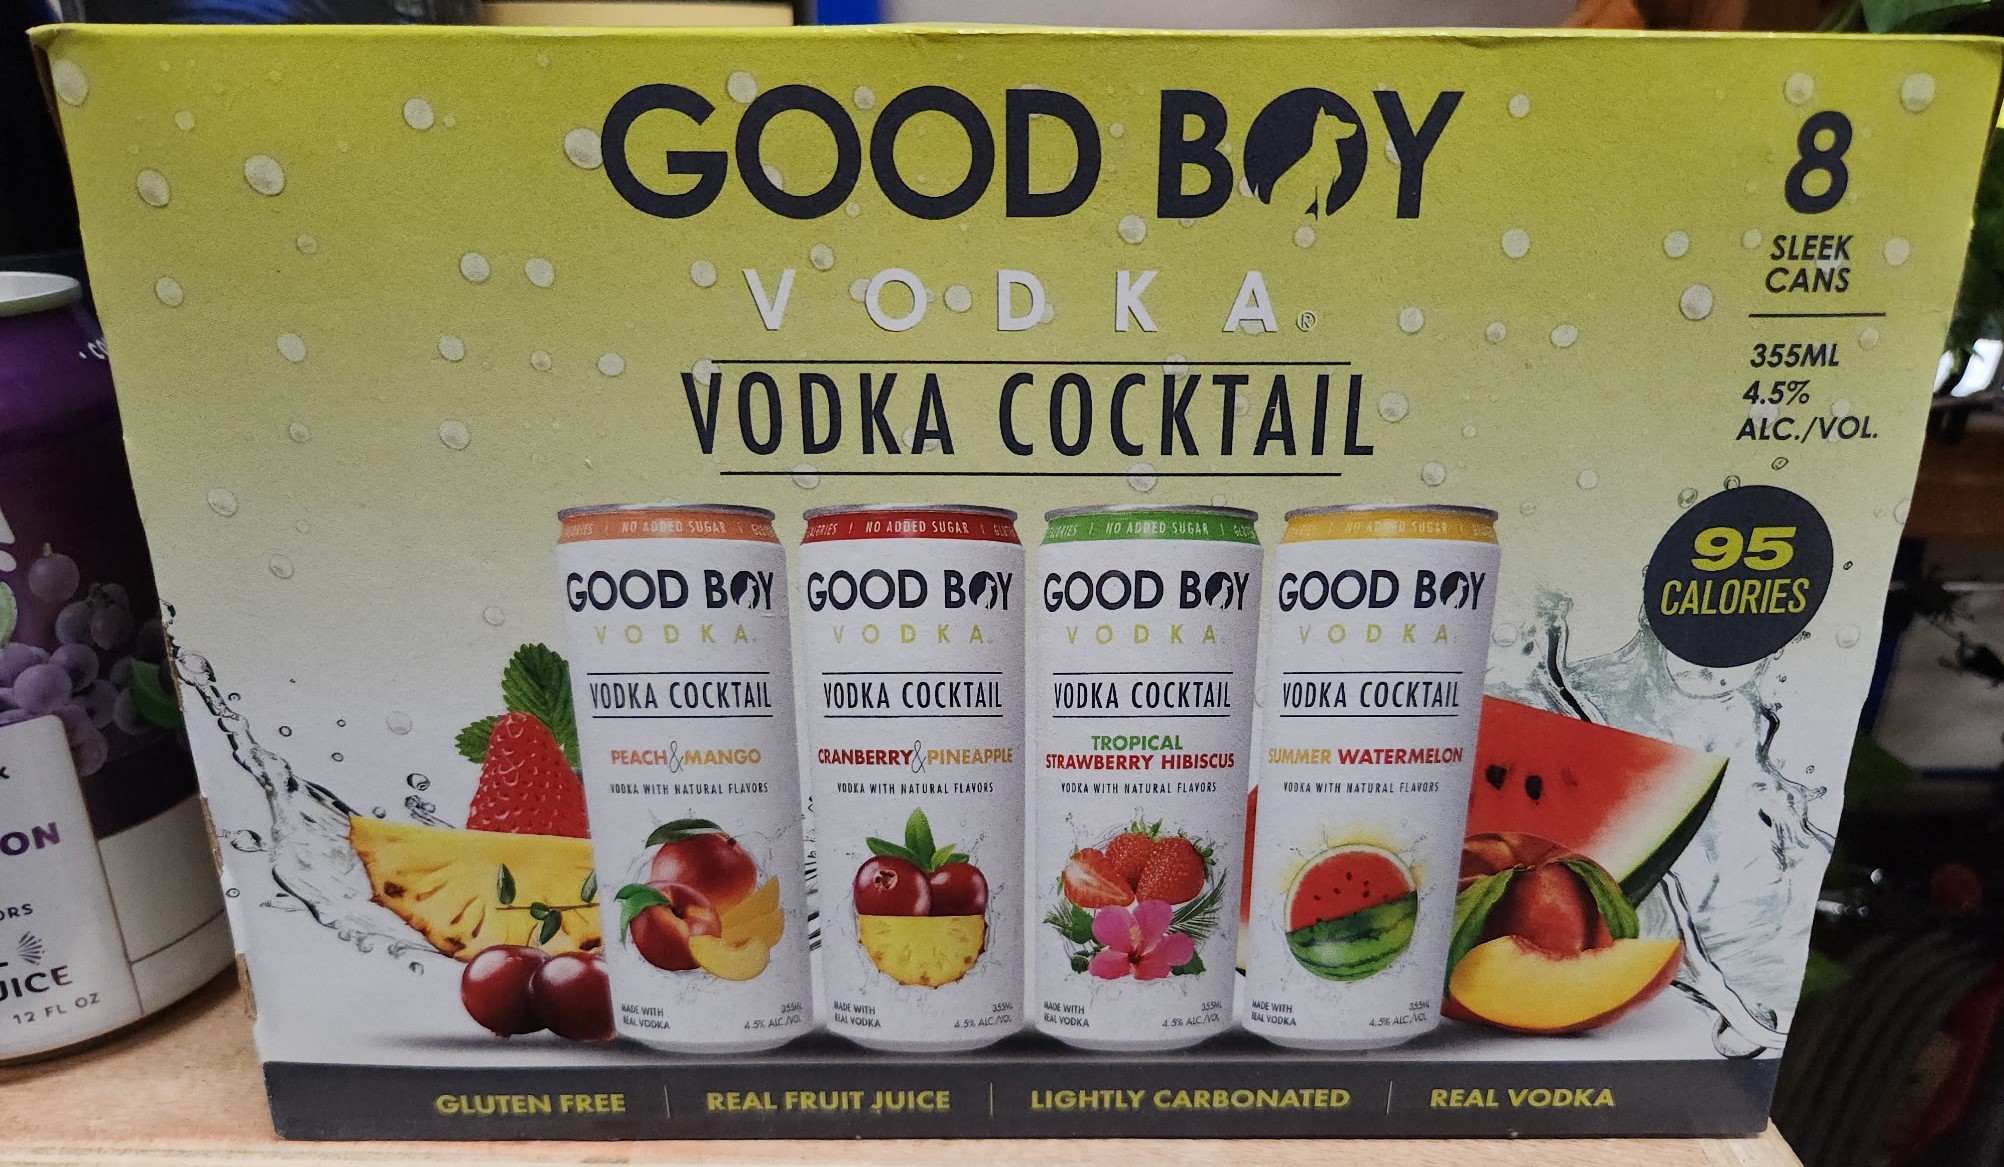 GOOD BOY
VODKA®
VODKA COCKTAIL
8
SLEEK
CANS
355ML
4.5%
ALC./VOL.
95
CALORIES
NO ADDED SUGAR
GOOD BOY
VODKA
VODKA COCKTAIL
PEACH & MANGO
VODKA WITH NATURAL FLAVORS
MADE WITH
REAL VODKA
355ML
4.5% ALC./VOL.
NO ADDED SUGAR
GOOD BOY
VODKA
VODKA COCKTAIL
CRANBERRY & PINEAPPLE
VODKA WITH NATURAL FLAVORS
MADE WITH
REAL VODKA
355ML
4.5% ALC./VOL.
NO ADDED SUGAR
GOOD BOY
VODKA
VODKA COCKTAIL
TROPICAL
STRAWBERRY HIBISCUS
VODKA WITH NATURAL FLAVORS
MADE WITH
REAL VODKA
355ML
4.5% ALC./VOL.
NO ADDED SUGAR
GOOD BOY
VODKA
VODKA COCKTAIL
SUMMER WATERMELON
VODKA WITH NATURAL FLAVORS
MADE WITH
REAL VODKA
355ML
4.5% ALC./VOL.
GLUTEN FREE | REAL FRUIT JUICE | LIGHTLY CARBONATED | REAL VODKA
12 FL OZ